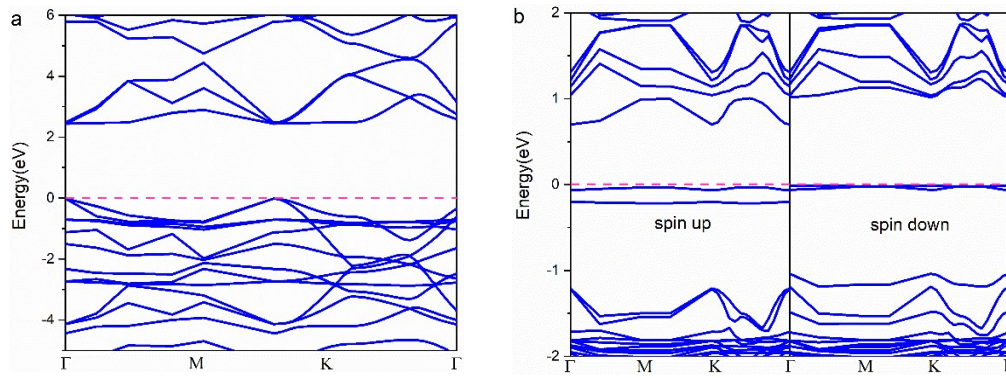 a
Energy(eV)
6
4
2
0
-2
-4
Γ M K Γ
b
Energy(eV)
2
1
0
-1
-2
spin up
spin down
Γ M K Γ M K Γ